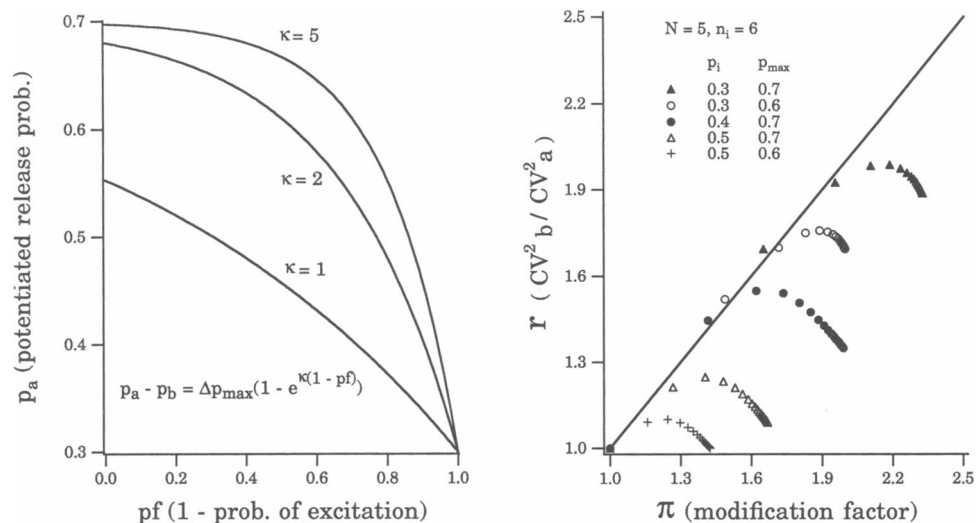 0.7
0.6
0.5
0.4
0.3
p_a (potentiated release prob.)
κ = 5
κ = 2
κ = 1
p_a - p_b = Δp_max(1 - e^κ(1 - pf))
0.0 0.2 0.4 0.6 0.8 1.0
pf (1 - prob. of excitation)
2.5
2.2
1.9
1.6
1.3
1.0
r ( CV²b / CV²a )
N = 5, n_i = 6
p_i p_max
▲ 0.3 0.7
○ 0.3 0.6
● 0.4 0.7
△ 0.5 0.7
+ 0.5 0.6
1.0 1.3 1.6 1.9 2.2 2.5
π (modification factor)